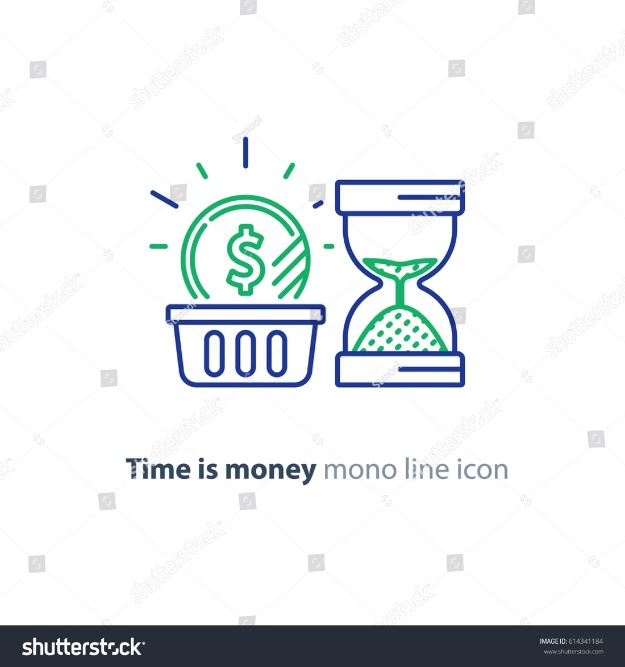 $
Time is money mono line icon
shutterstock
IMAGE ID: 614341184
www.shutterstock.com